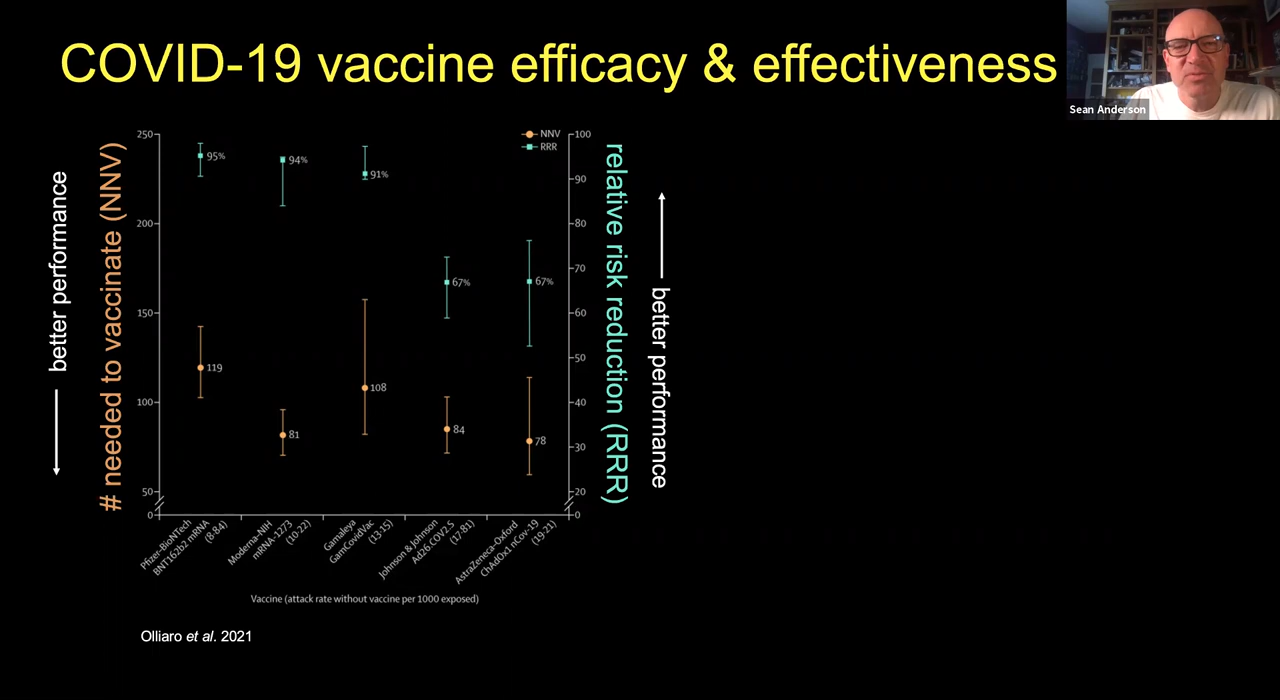 COVID-19 vaccine efficacy & effectiveness
Sean Anderson
better performance
# needed to vaccinate (NNV)
250
200
150
100
50
0
NNV
RRR
95%
94%
91%
67%
67%
119
81
108
84
78
100
90
80
70
60
50
40
30
20
0
relative risk reduction (RRR)
better performance
Pfizer-BioNTech
BNT162b2 mRNA
(8·84)
Moderna-NIH
mRNA-1273
(10·22)
Gamaleya
GamCovidVac
(13·15)
Johnson & Johnson
Ad26.COV2.S
(17·81)
AstraZeneca-Oxford
ChAdOx1 nCov-19
(19·21)
Vaccine (attack rate without vaccine per 1000 exposed)
Olliaro et al. 2021